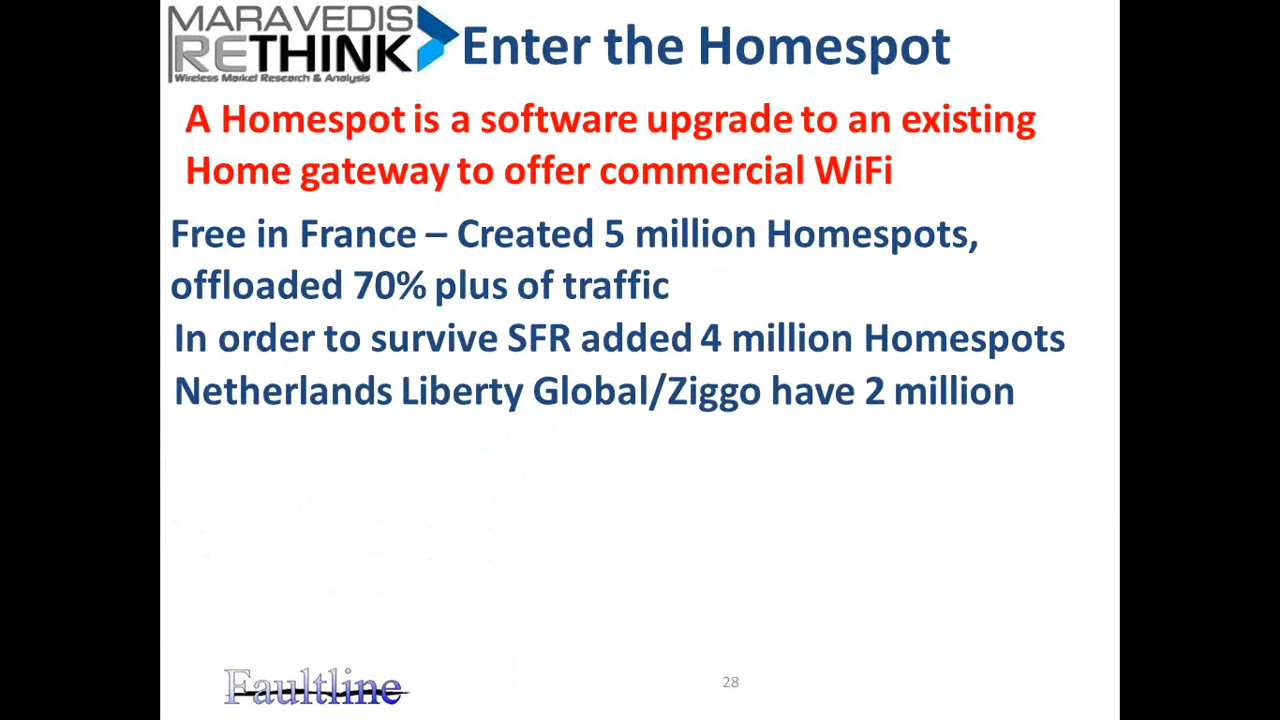 MARAVEDIS
RETHINK
Wireless Market Research & Analysis
Enter the Homespot
A Homespot is a software upgrade to an existing
Home gateway to offer commercial WiFi
Free in France – Created 5 million Homespots,
offloaded 70% plus of traffic
In order to survive SFR added 4 million Homespots
Netherlands Liberty Global/Ziggo have 2 million
Faultline
28